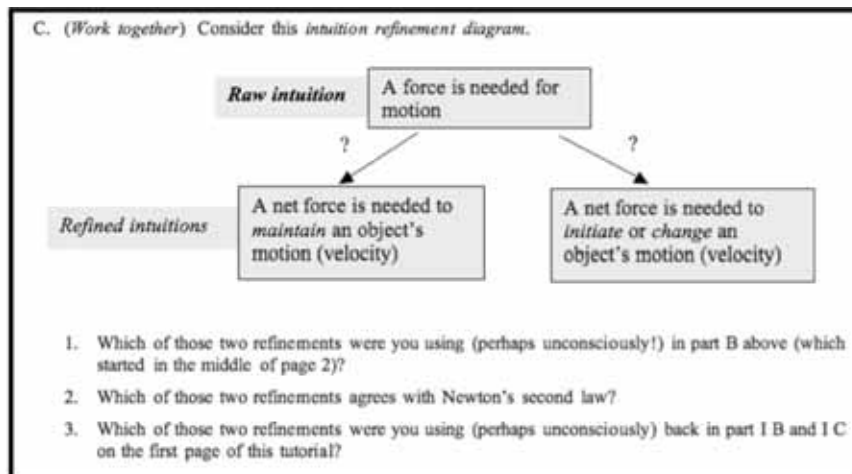 C. (Work together) Consider this intuition refinement diagram.
Raw intuition
A force is needed for
motion
?
?
Refined intuitions
A net force is needed to
maintain an object's
motion (velocity)
A net force is needed to
initiate or change an
object's motion (velocity)
1. Which of those two refinements were you using (perhaps unconsciously!) in part B above (which
started in the middle of page 2)?
2. Which of those two refinements agrees with Newton's second law?
3. Which of those two refinements were you using (perhaps unconsciously) back in part I B and I C
on the first page of this tutorial?